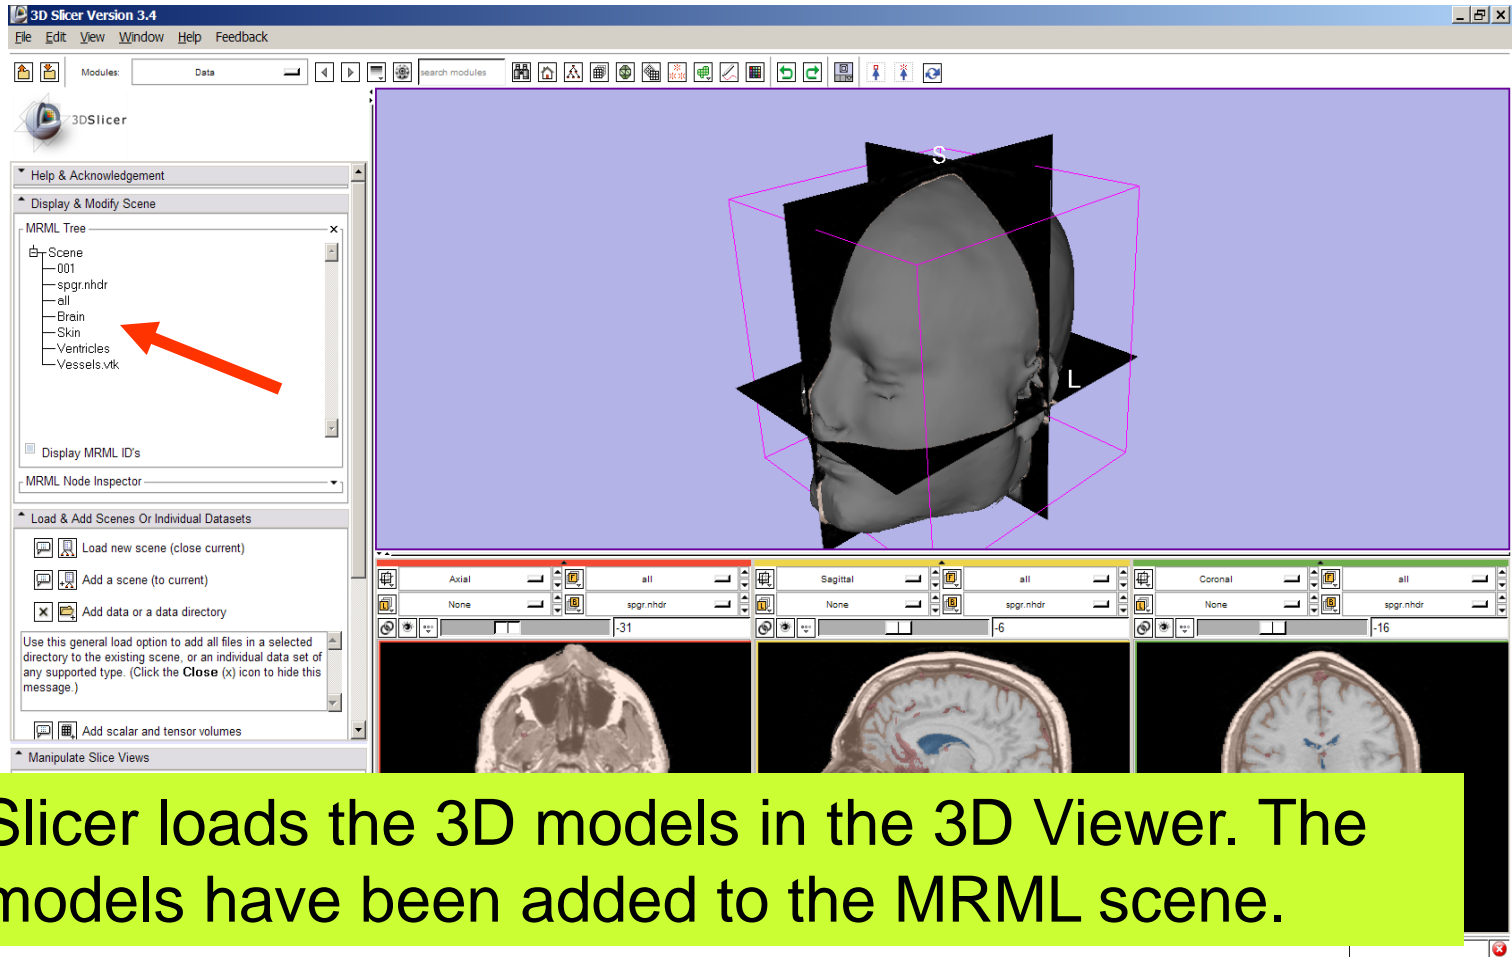 3D Slicer Version 3.4
File Edit View Window Help Feedback
Modules: Data search modules
3DSlicer
Help & Acknowledgement
Display & Modify Scene
MRML Tree
Scene
001
spgr.nhdr
all
Brain
Skin
Ventricles
Vessels.vtk
Display MRML ID's
MRML Node Inspector
Load & Add Scenes Or Individual Datasets
Load new scene (close current)
Add a scene (to current)
Add data or a data directory
Use this general load option to add all files in a selected
directory to the existing scene, or an individual data set of
any supported type. (Click the Close (x) icon to hide this
message.)
Add scalar and tensor volumes
Manipulate Slice Views
S
L
Axial all
None spgr.nhdr
-31
Sagittal all
None spgr.nhdr
-6
Coronal all
None spgr.nhdr
-16
Slicer loads the 3D models in the 3D Viewer. The
models have been added to the MRML scene.